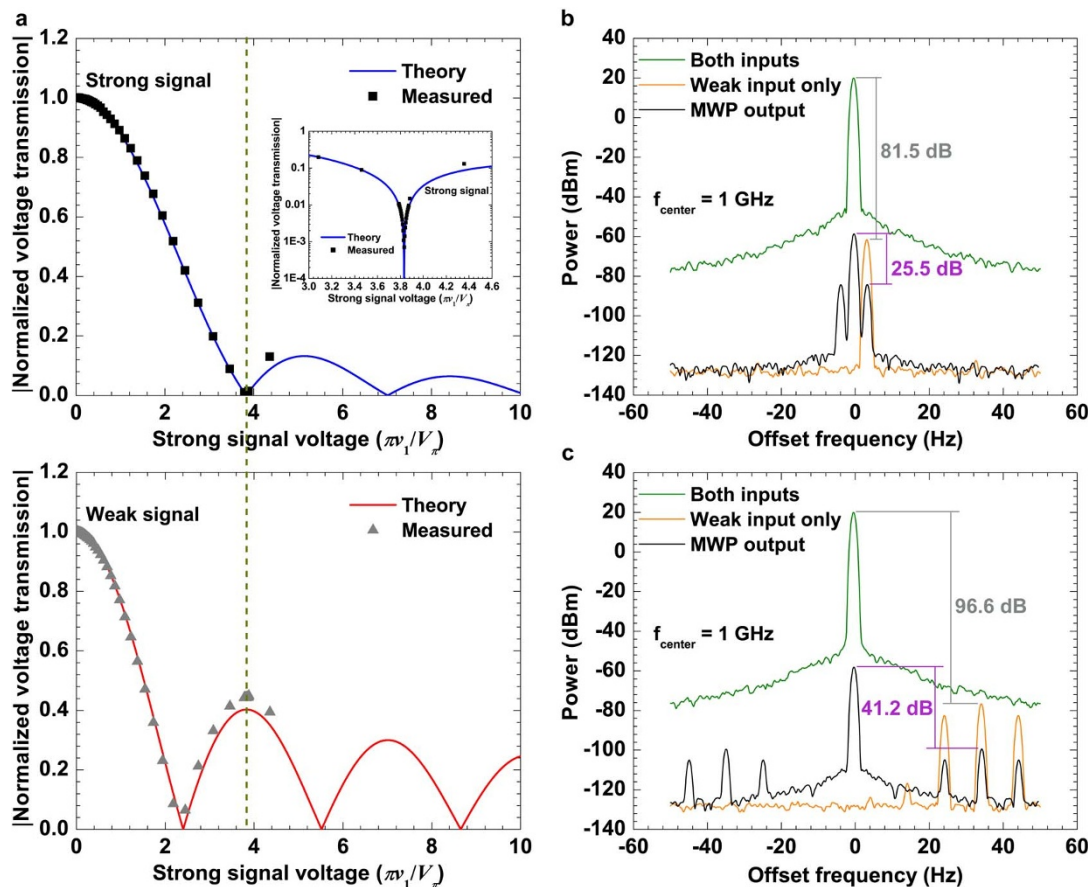 a
|Normalized voltage transmission|
1.2
1.0
0.8
0.6
0.4
0.2
0.0
Strong signal
Theory
Measured
|Normalized voltage transmission|
1
0.1
0.01
1E-3
1E-4
Strong signal
Theory
Measured
3.0 3.2 3.4 3.6 3.8 4.0 4.2 4.4 4.6
Strong signal voltage (πv₁/Vπ)
0 2 4 6 8 10
Strong signal voltage (πv₁/Vπ)
|Normalized voltage transmission|
1.2
1.0
0.8
0.6
0.4
0.2
0.0
Weak signal
Theory
Measured
0 2 4 6 8 10
Strong signal voltage (πv₁/Vπ)
b
Power (dBm)
40
20
0
-20
-40
-60
-80
-100
-120
-140
Both inputs
Weak input only
MWP output
81.5 dB
f_center = 1 GHz
25.5 dB
-60 -40 -20 0 20 40 60
Offset frequency (Hz)
c
Power (dBm)
40
20
0
-20
-40
-60
-80
-100
-120
-140
Both inputs
Weak input only
MWP output
96.6 dB
f_center = 1 GHz
41.2 dB
-60 -40 -20 0 20 40 60
Offset frequency (Hz)